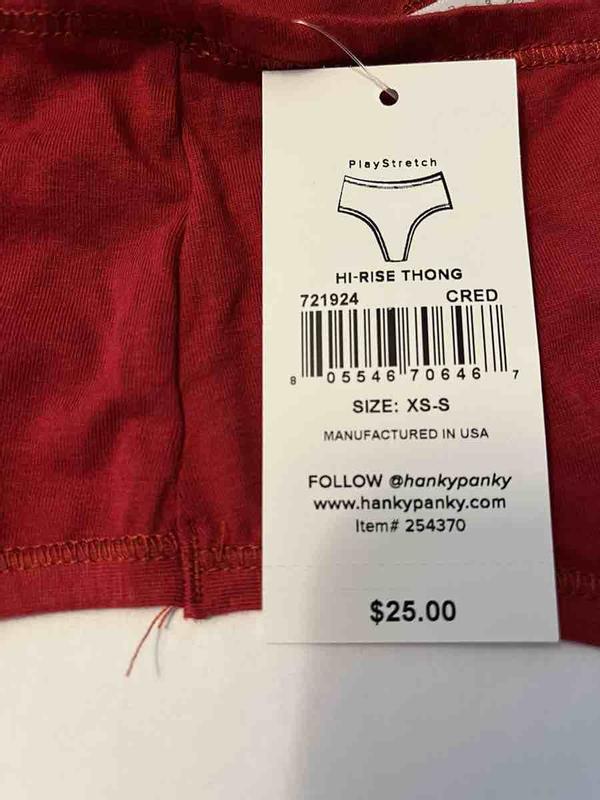 PlayStretch
HI-RISE THONG
721924 CRED
8 05546 70646 7
SIZE: XS-S
MANUFACTURED IN USA
FOLLOW @hankypanky
www.hankypanky.com
Item# 254370
$25.00